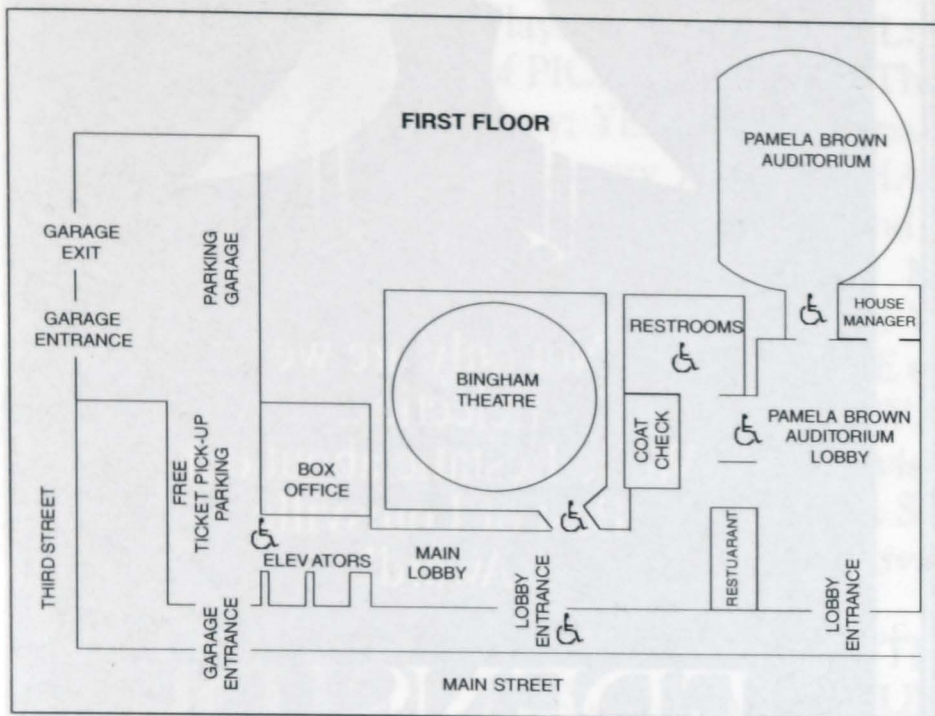 FIRST FLOOR
PAMELA BROWN
AUDITORIUM
GARAGE
EXIT
PARKING
GARAGE
GARAGE
ENTRANCE
RESTROOMS
HOUSE
MANAGER
BINGHAM
THEATRE
COAT
CHECK
PAMELA BROWN
AUDITORIUM
LOBBY
BOX
OFFICE
FREE
TICKET PICK-UP
PARKING
THIRD STREET
ELEVATORS
MAIN
LOBBY
RESTUARANT
GARAGE
ENTRANCE
LOBBY
ENTRANCE
LOBBY
ENTRANCE
MAIN STREET